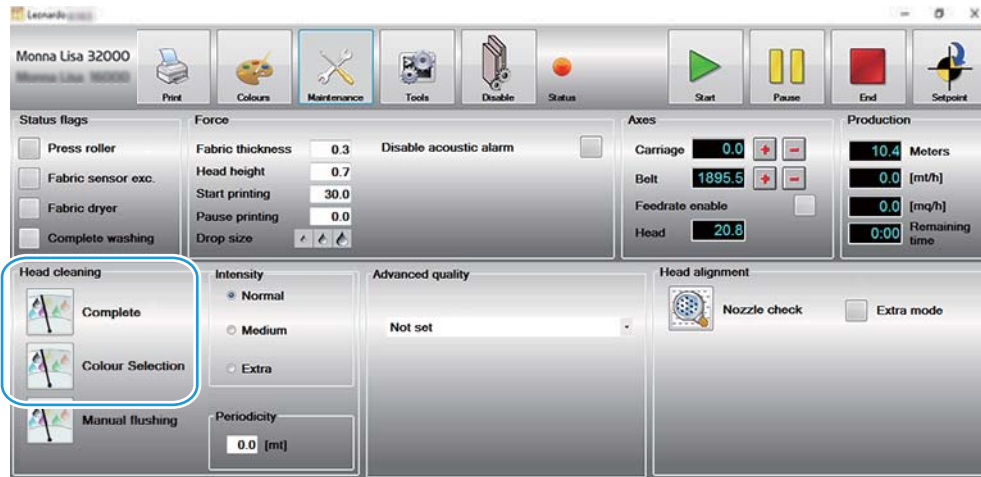 Leonardo
Monna Lisa 32000
Print
Colours
Maintenance
Tools
Disable
Status
Start
Pause
End
Setpoint
Status flags
Press roller
Fabric sensor exc.
Fabric dryer
Complete washing
Force
Fabric thickness 0.3
Head height 0.7
Start printing 30.0
Pause printing 0.0
Drop size
Disable acoustic alarm
Axes
Carriage 0.0 + -
Belt 1895.5 + -
Feedrate enable
Head 20.8
Production
10.4 Meters
0.0 [mt/h]
0.0 [mq/h]
0:00 Remaining
time
Head cleaning
Complete
Colour Selection
Manual flushing
Intensity
Normal
Medium
Extra
Periodicity
0.0 [mt]
Advanced quality
Not set
Head alignment
Nozzle check
Extra mode